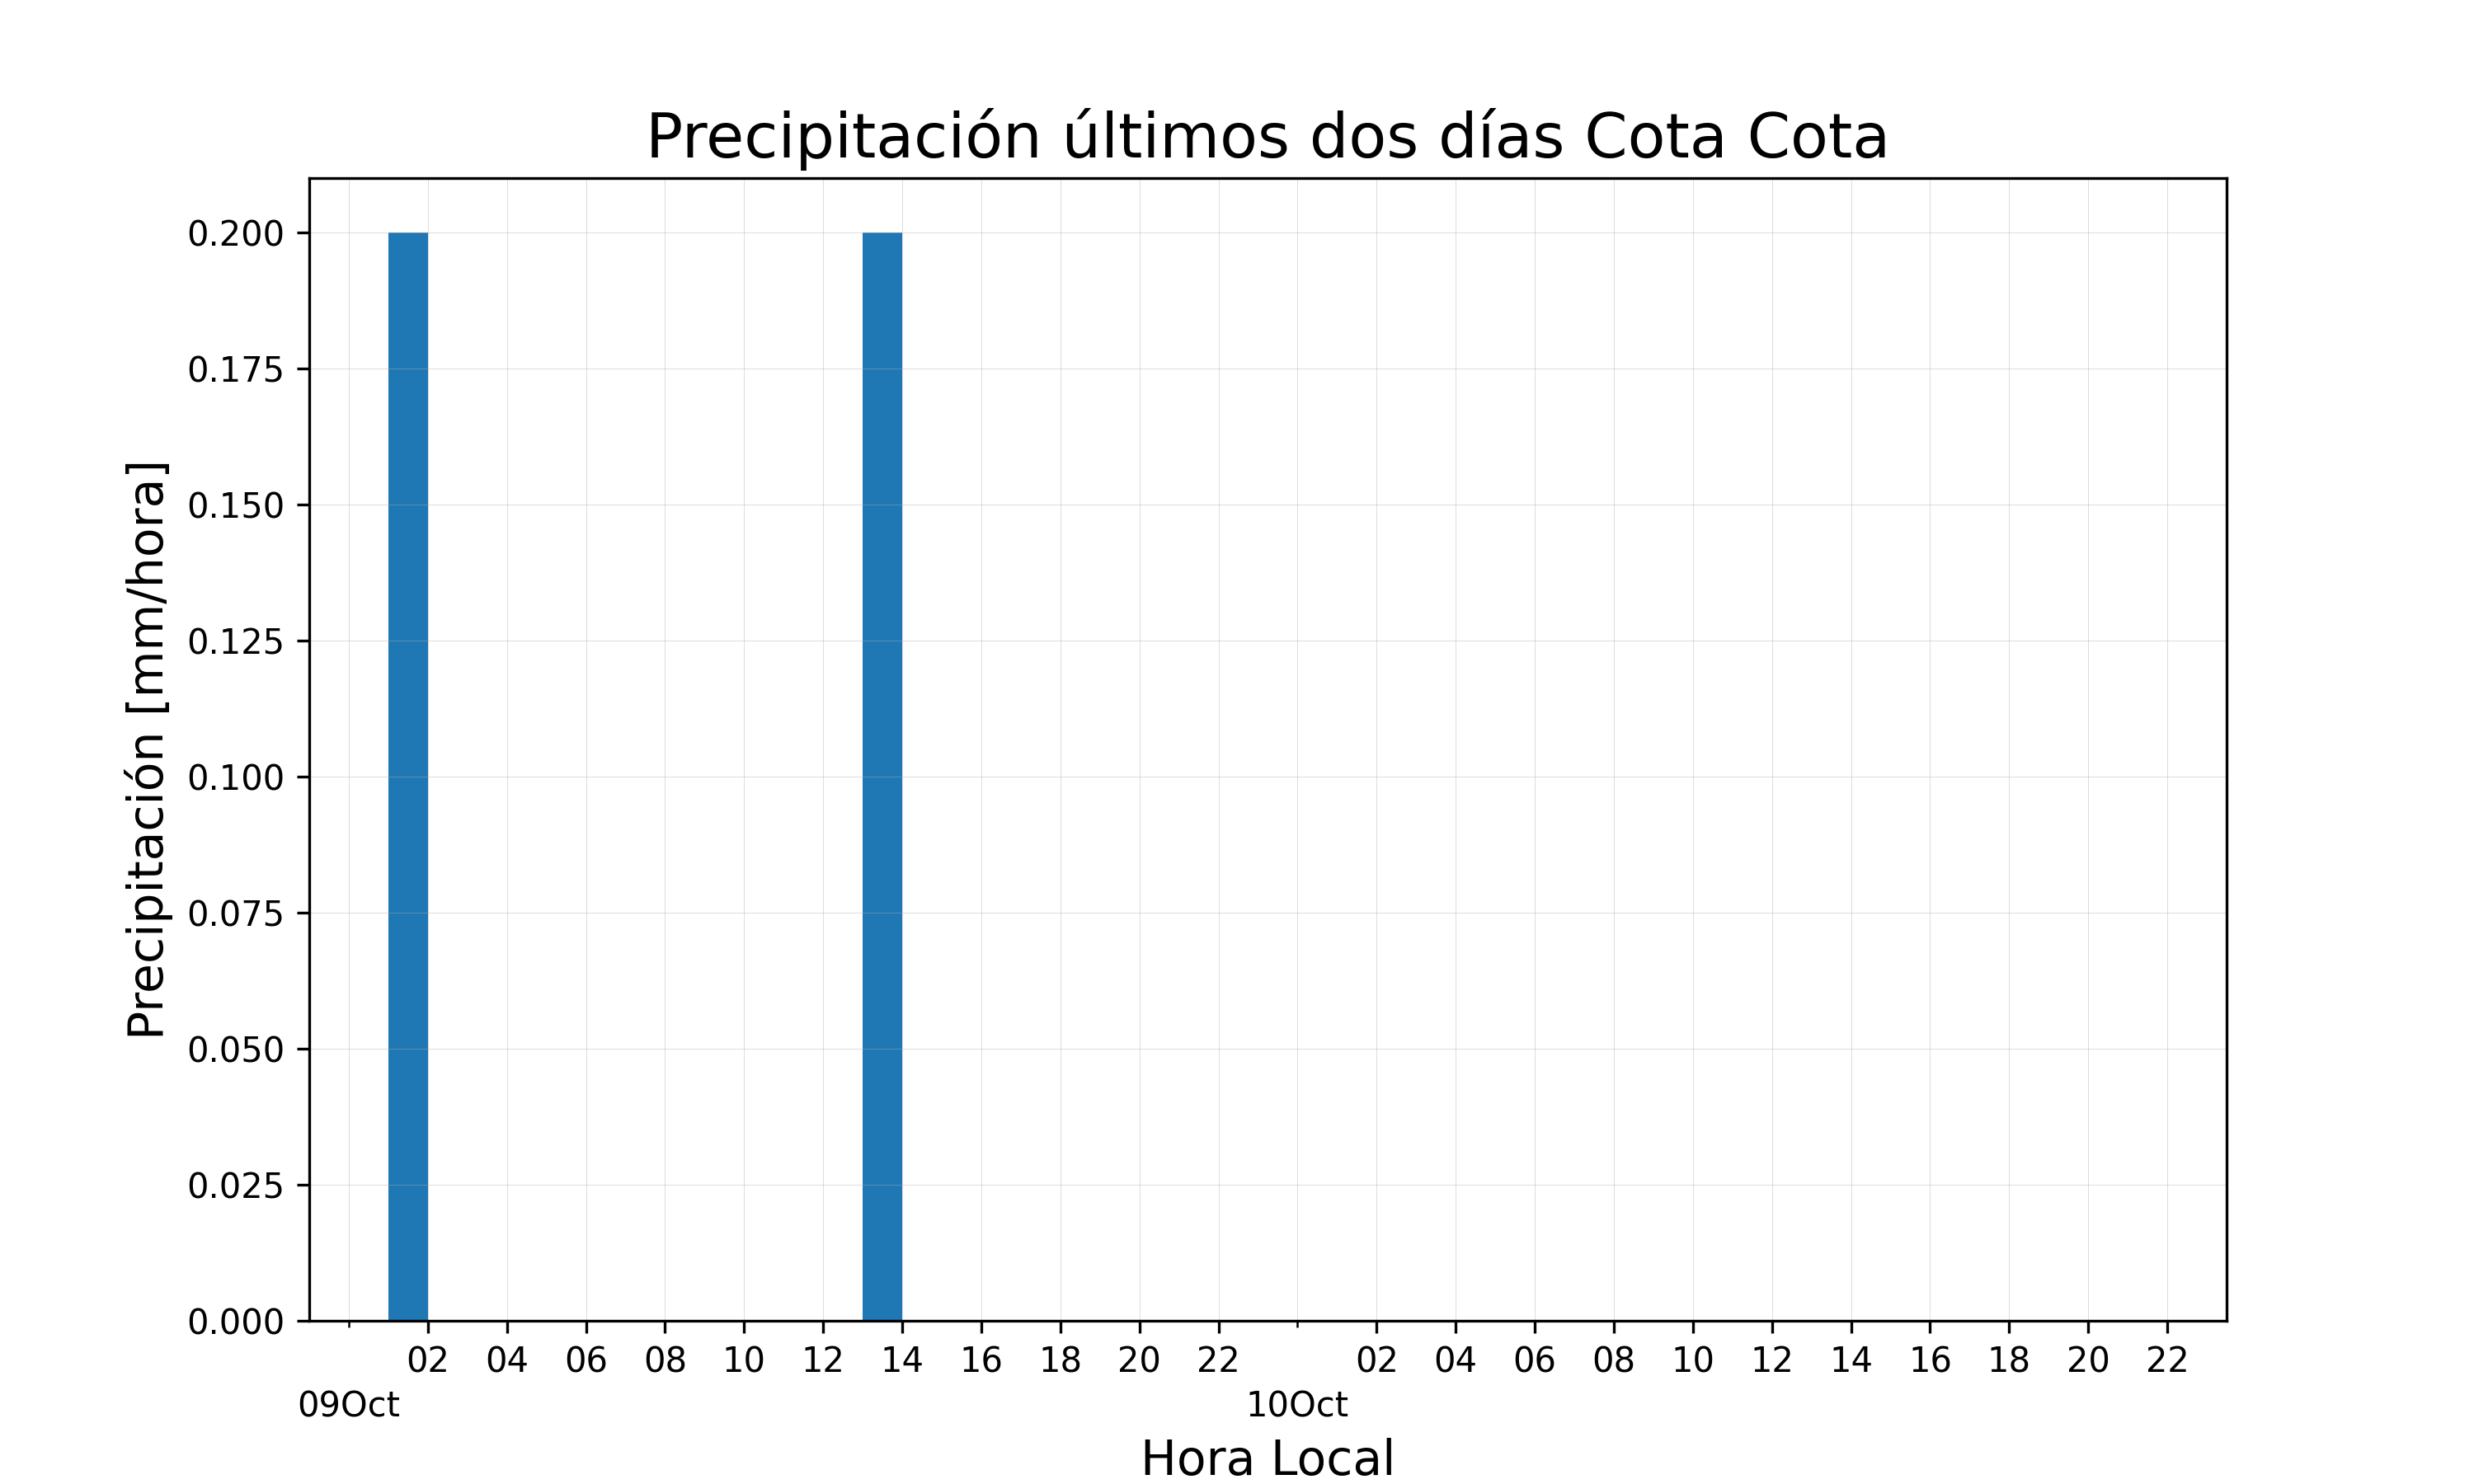 Precipitación últimos dos días Cota Cota
Precipitación [mm/hora]
0.200
0.175
0.150
0.125
0.100
0.075
0.050
0.025
0.000
02 04 06 08 10 12 14 16 18 20 22 02 04 06 08 10 12 14 16 18 20 22
09Oct 10Oct
Hora Local